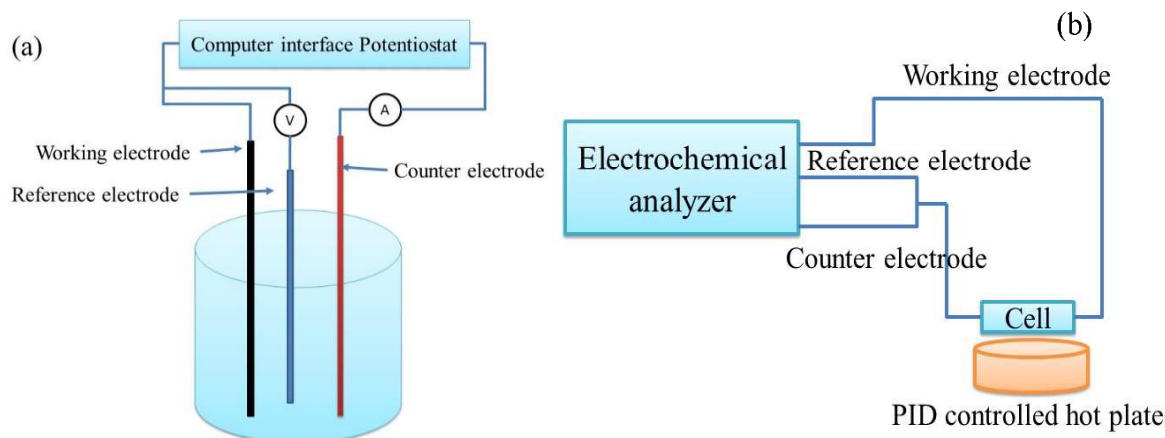 (a)
Computer interface Potentiostat
V
A
Working electrode
Reference electrode
Counter electrode
(b)
Working electrode
Electrochemical
analyzer
Reference electrode
Counter electrode
Cell
PID controlled hot plate